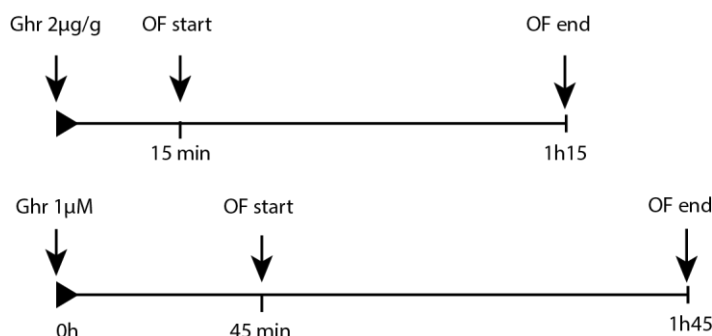 Ghr 2µg/g OF start OF end
15 min 1h15
Ghr 1µM OF start OF end
0h 45 min 1h45